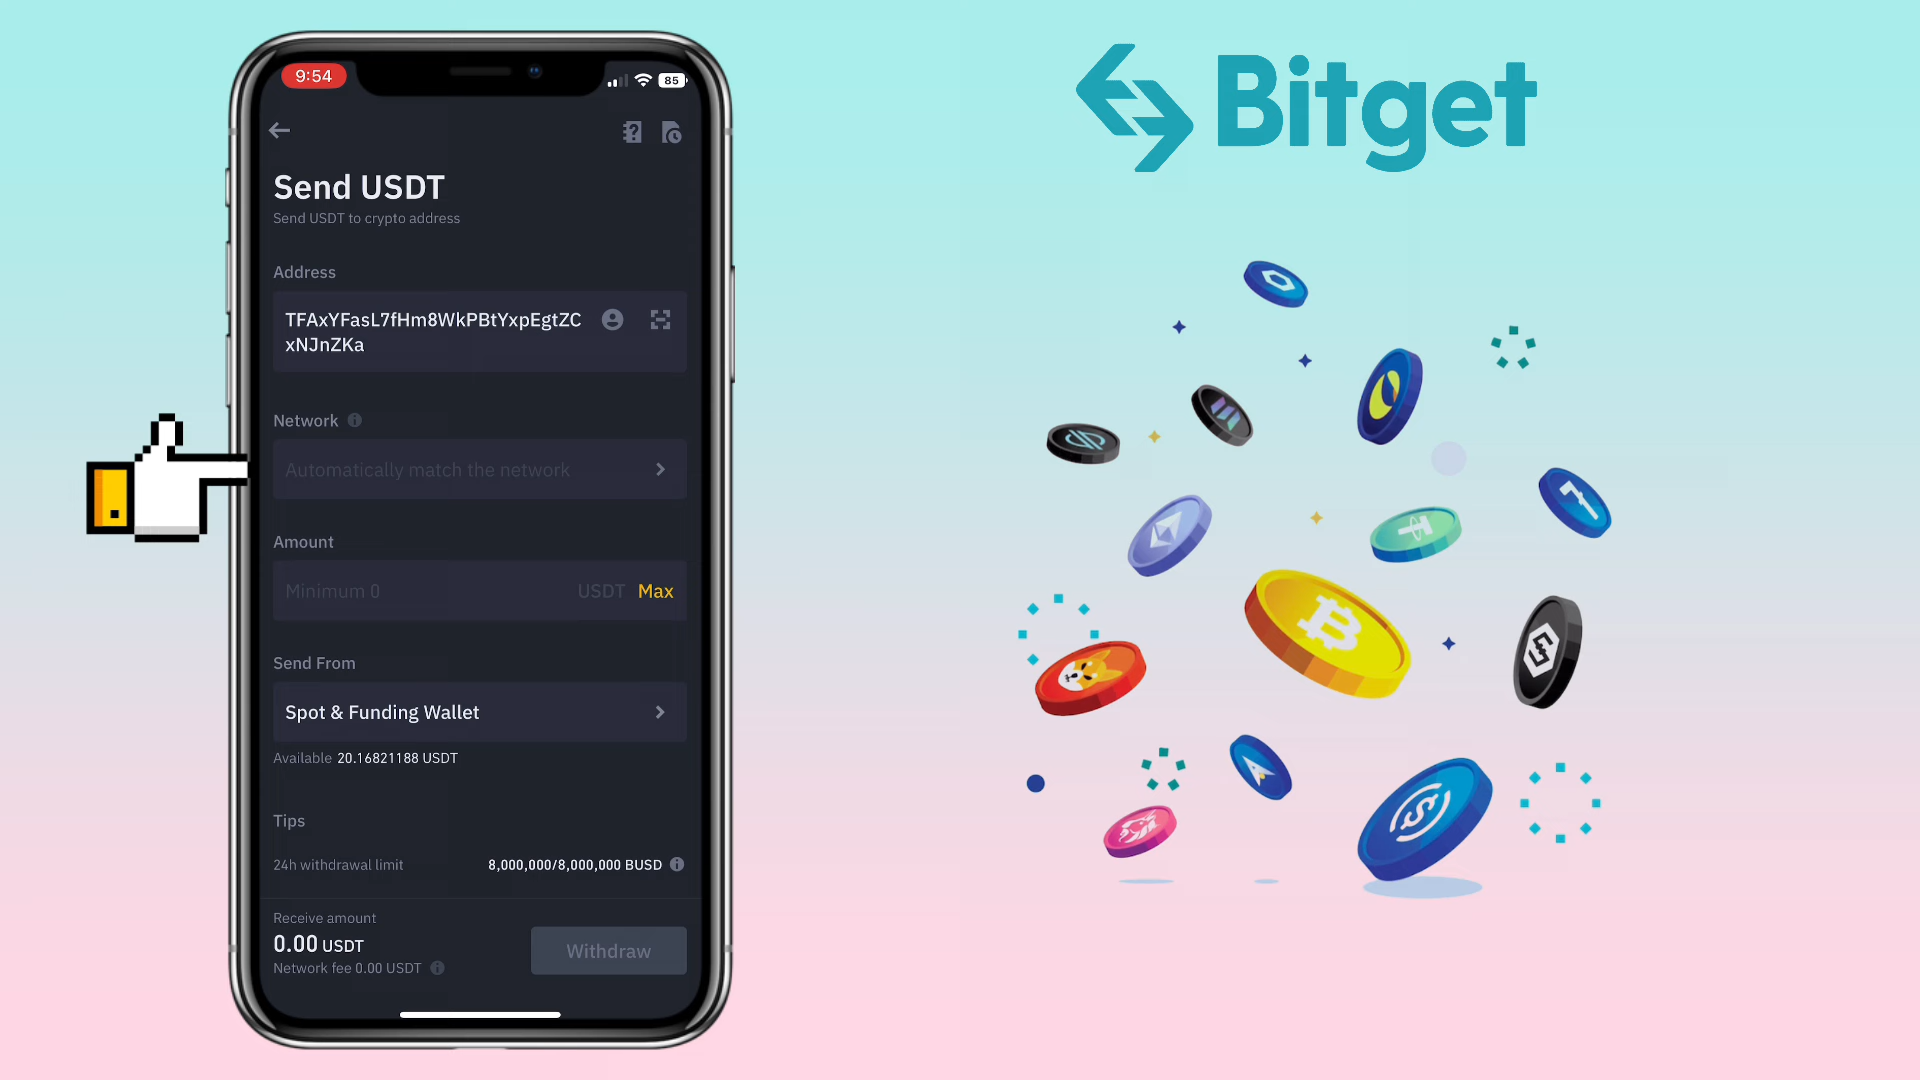 9:54
85
Send USDT
Send USDT to crypto address
Address
TFAxYFasL7fHm8WkPBtYxpEgtZC
xNJnZKa
Network
Automatically match the network
Amount
Minimum 0 USDT Max
Send From
Spot & Funding Wallet
Available 20.16821188 USDT
Tips
24h withdrawal limit 8,000,000/8,000,000 BUSD
Receive amount
0.00 USDT
Network fee 0.00 USDT
Withdraw
Bitget